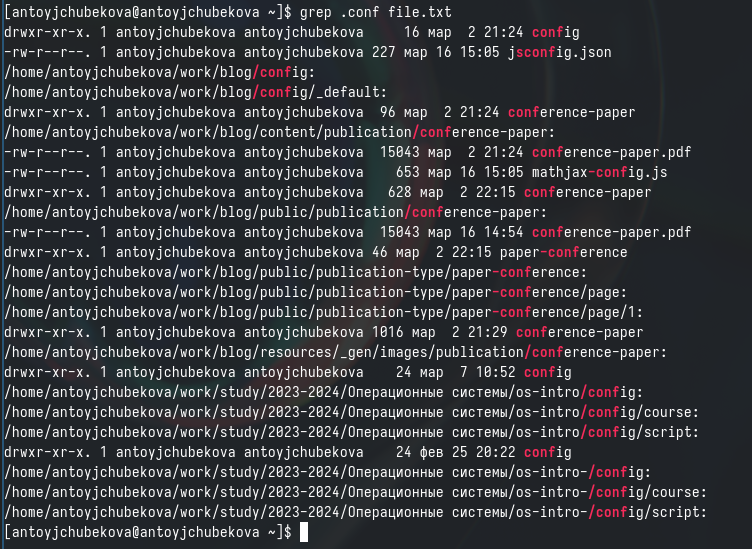 [antoyjchubekova@antoyjchubekova ~]$ grep .conf file.txt
drwxr-xr-x. 1 antoyjchubekova antoyjchubekova     16 мар  2 21:24 config
-rw-r--r--. 1 antoyjchubekova antoyjchubekova 227 мар 16 15:05 jsconfig.json
/home/antoyjchubekova/work/blog/config:
/home/antoyjchubekova/work/blog/config/_default:
drwxr-xr-x. 1 antoyjchubekova antoyjchubekova  96 мар  2 21:24 conference-paper
/home/antoyjchubekova/work/blog/content/publication/conference-paper:
-rw-r--r--. 1 antoyjchubekova antoyjchubekova  15043 мар  2 21:24 conference-paper.pdf
-rw-r--r--. 1 antoyjchubekova antoyjchubekova    653 мар 16 15:05 mathjax-config.js
drwxr-xr-x. 1 antoyjchubekova antoyjchubekova   628 мар  2 22:15 conference-paper
/home/antoyjchubekova/work/blog/public/publication/conference-paper:
-rw-r--r--. 1 antoyjchubekova antoyjchubekova  15043 мар 16 14:54 conference-paper.pdf
drwxr-xr-x. 1 antoyjchubekova antoyjchubekova 46 мар  2 22:15 paper-conference
/home/antoyjchubekova/work/blog/public/publication-type/paper-conference:
/home/antoyjchubekova/work/blog/public/publication-type/paper-conference/page:
/home/antoyjchubekova/work/blog/public/publication-type/paper-conference/page/1:
drwxr-xr-x. 1 antoyjchubekova antoyjchubekova 1016 мар  2 21:29 conference-paper
/home/antoyjchubekova/work/blog/resources/_gen/images/publication/conference-paper:
drwxr-xr-x. 1 antoyjchubekova antoyjchubekova    24 мар  7 10:52 config
/home/antoyjchubekova/work/study/2023-2024/Операционные системы/os-intro/config:
/home/antoyjchubekova/work/study/2023-2024/Операционные системы/os-intro/config/course:
/home/antoyjchubekova/work/study/2023-2024/Операционные системы/os-intro/config/script:
drwxr-xr-x. 1 antoyjchubekova antoyjchubekova    24 фев 25 20:22 config
/home/antoyjchubekova/work/study/2023-2024/Операционные системы/os-intro-/config:
/home/antoyjchubekova/work/study/2023-2024/Операционные системы/os-intro-/config/course:
/home/antoyjchubekova/work/study/2023-2024/Операционные системы/os-intro-/config/script:
[antoyjchubekova@antoyjchubekova ~]$